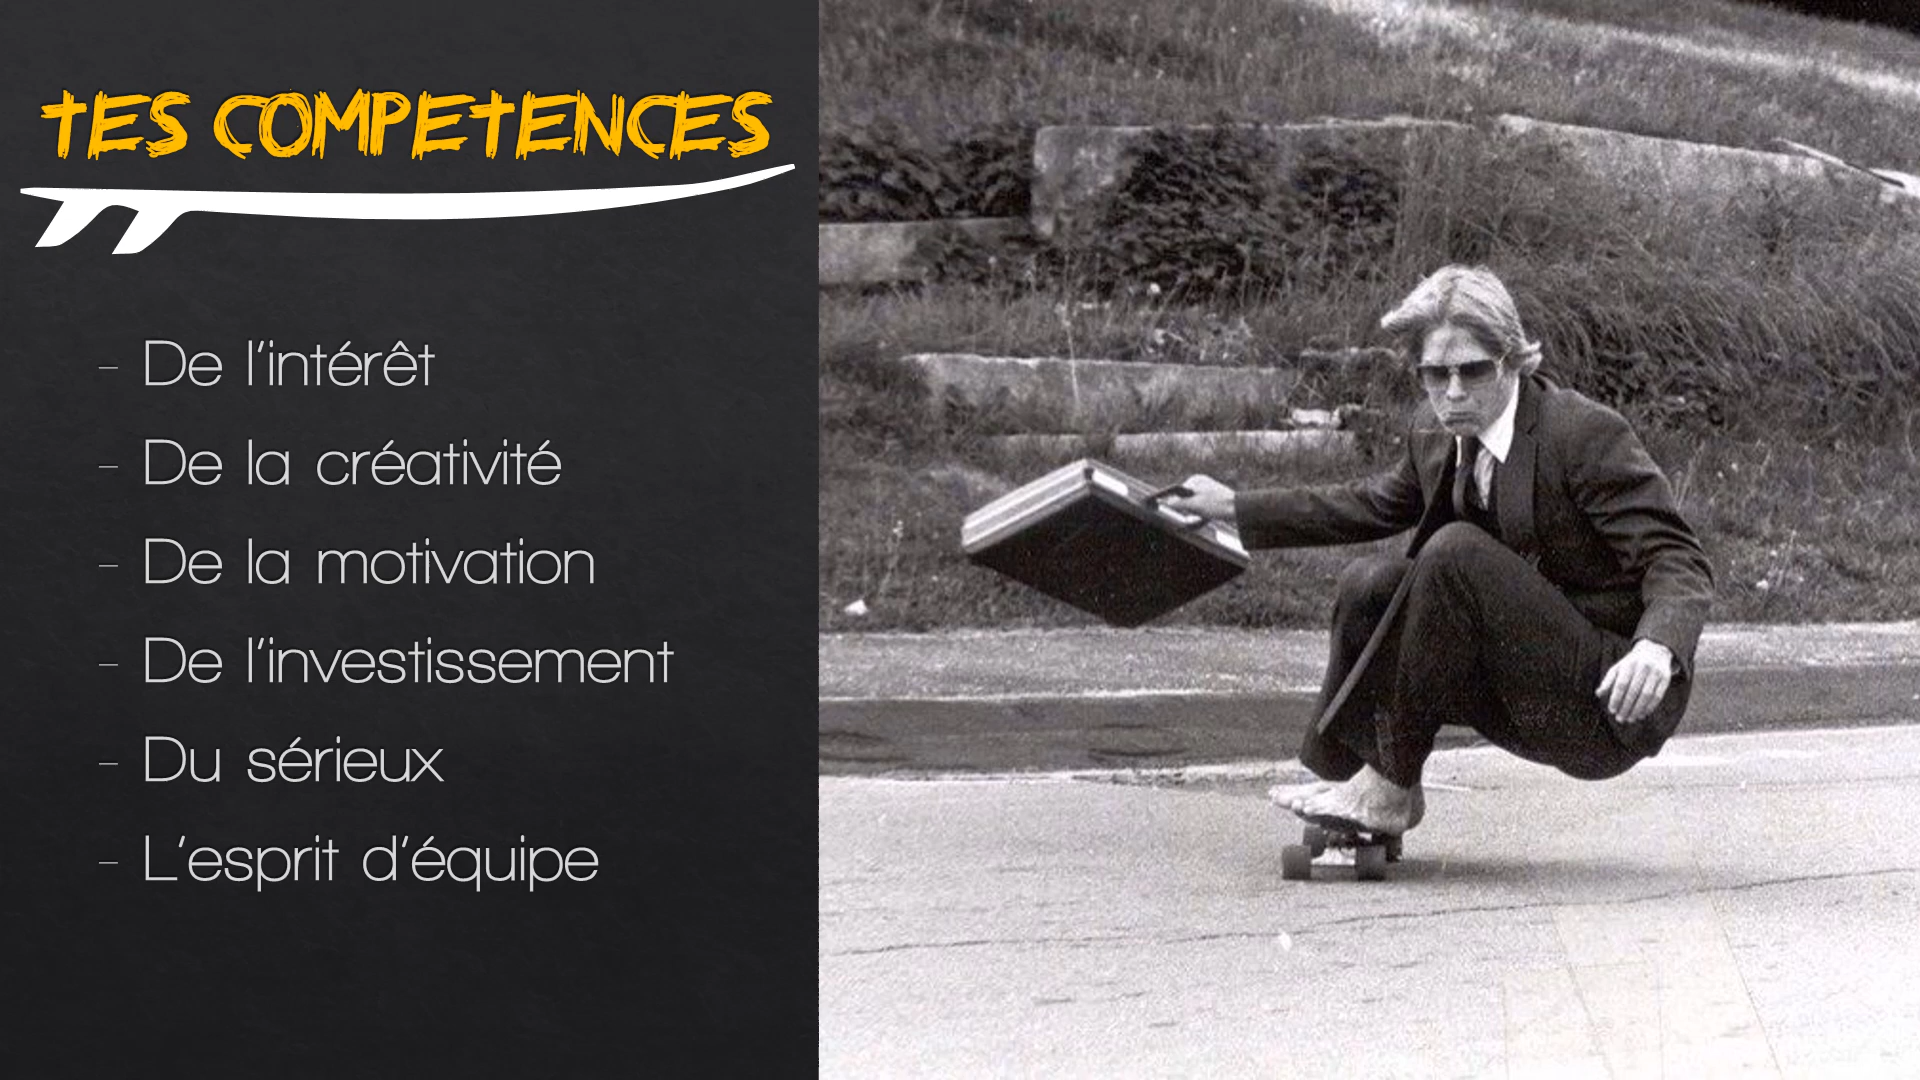 TES COMPETENCES
- De l'intérêt
- De la créativité
- De la motivation
- De l'investissement
- Du sérieux
- L'esprit d'équipe